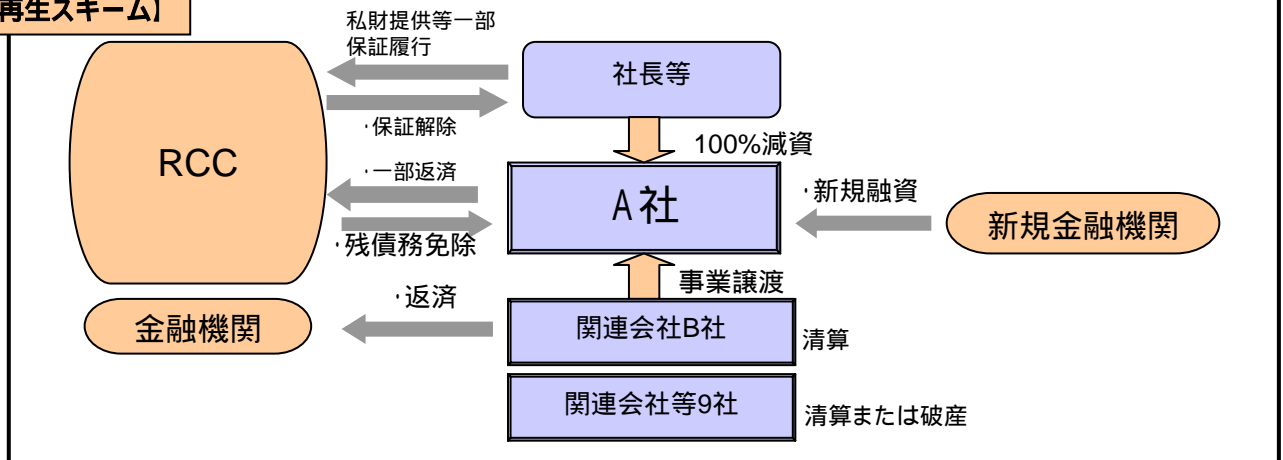 再生スキーム】
私財提供等一部
保証履行
社長等
・保証解除
100%減資
RCC
・一部返済
A社
・新規融資
新規金融機関
・残債務免除
事業譲渡
・返済
金融機関
関連会社B社
清算
関連会社等9社
清算または破産